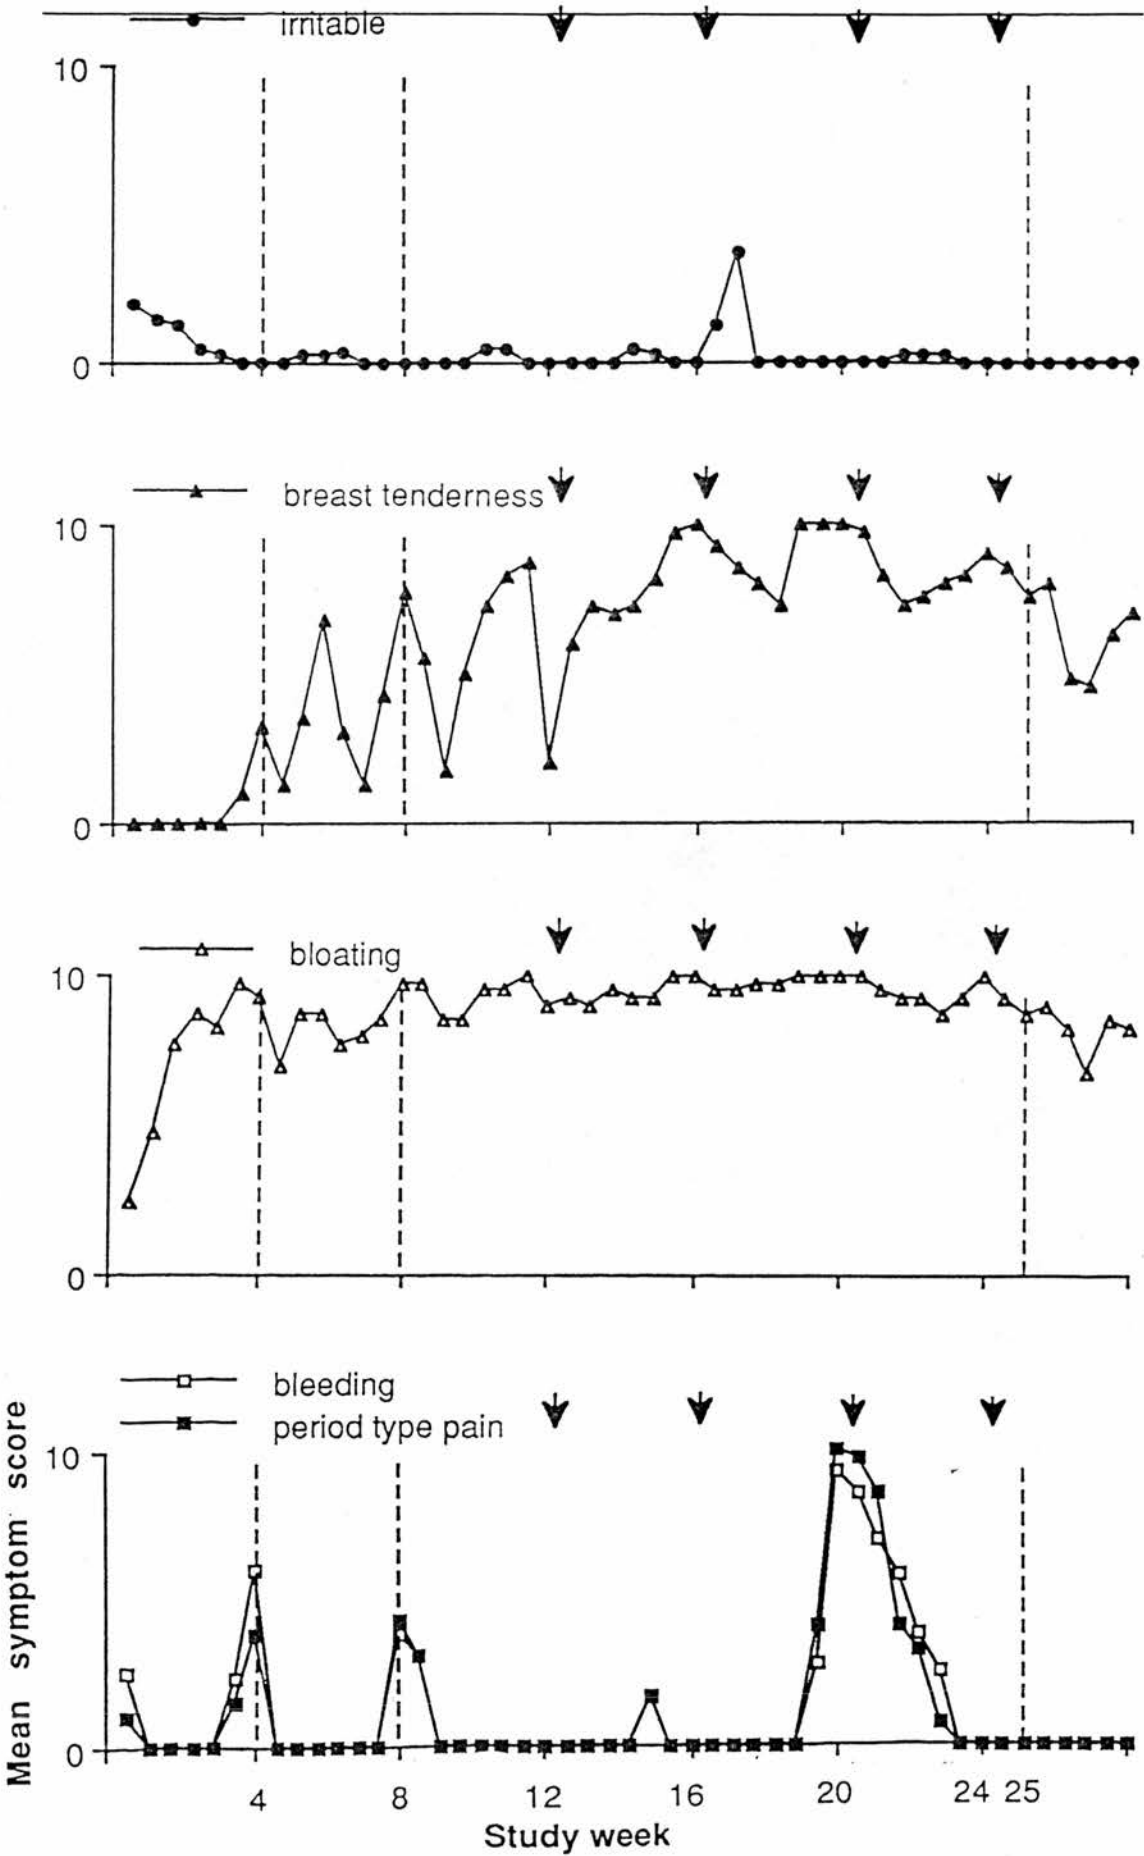 irritable
10
0
breast tenderness
10
0
bloating
10
0
bleeding
period type pain
10
0
Mean symptom score
4 8 12 16 20 24 25
Study week